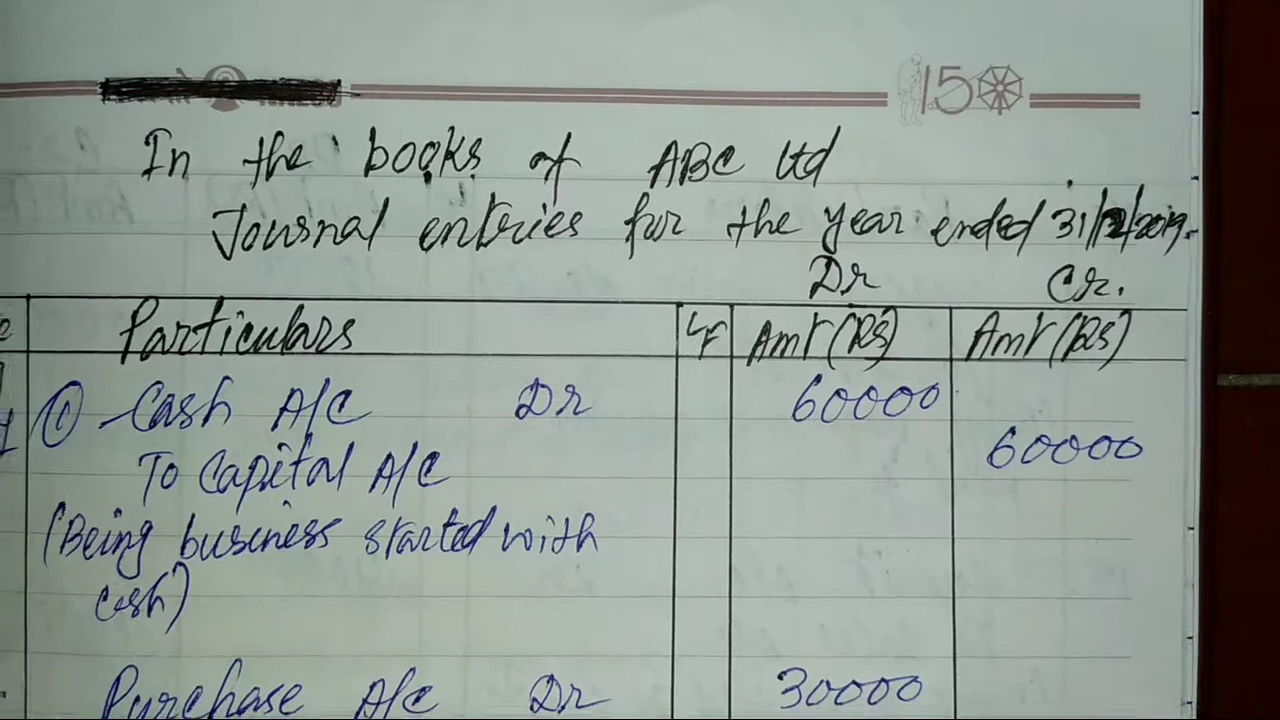 150
In the books of ABC Ltd
Journal entries for the year ended 31/12/2019.
Dr Cr.
Particulars LF Amt (Rs) Amt (Rs)
① Cash A/C Dr 60000
To Capital A/C 60000
(Being business started with
cash)
Purchase A/c Dr 30000